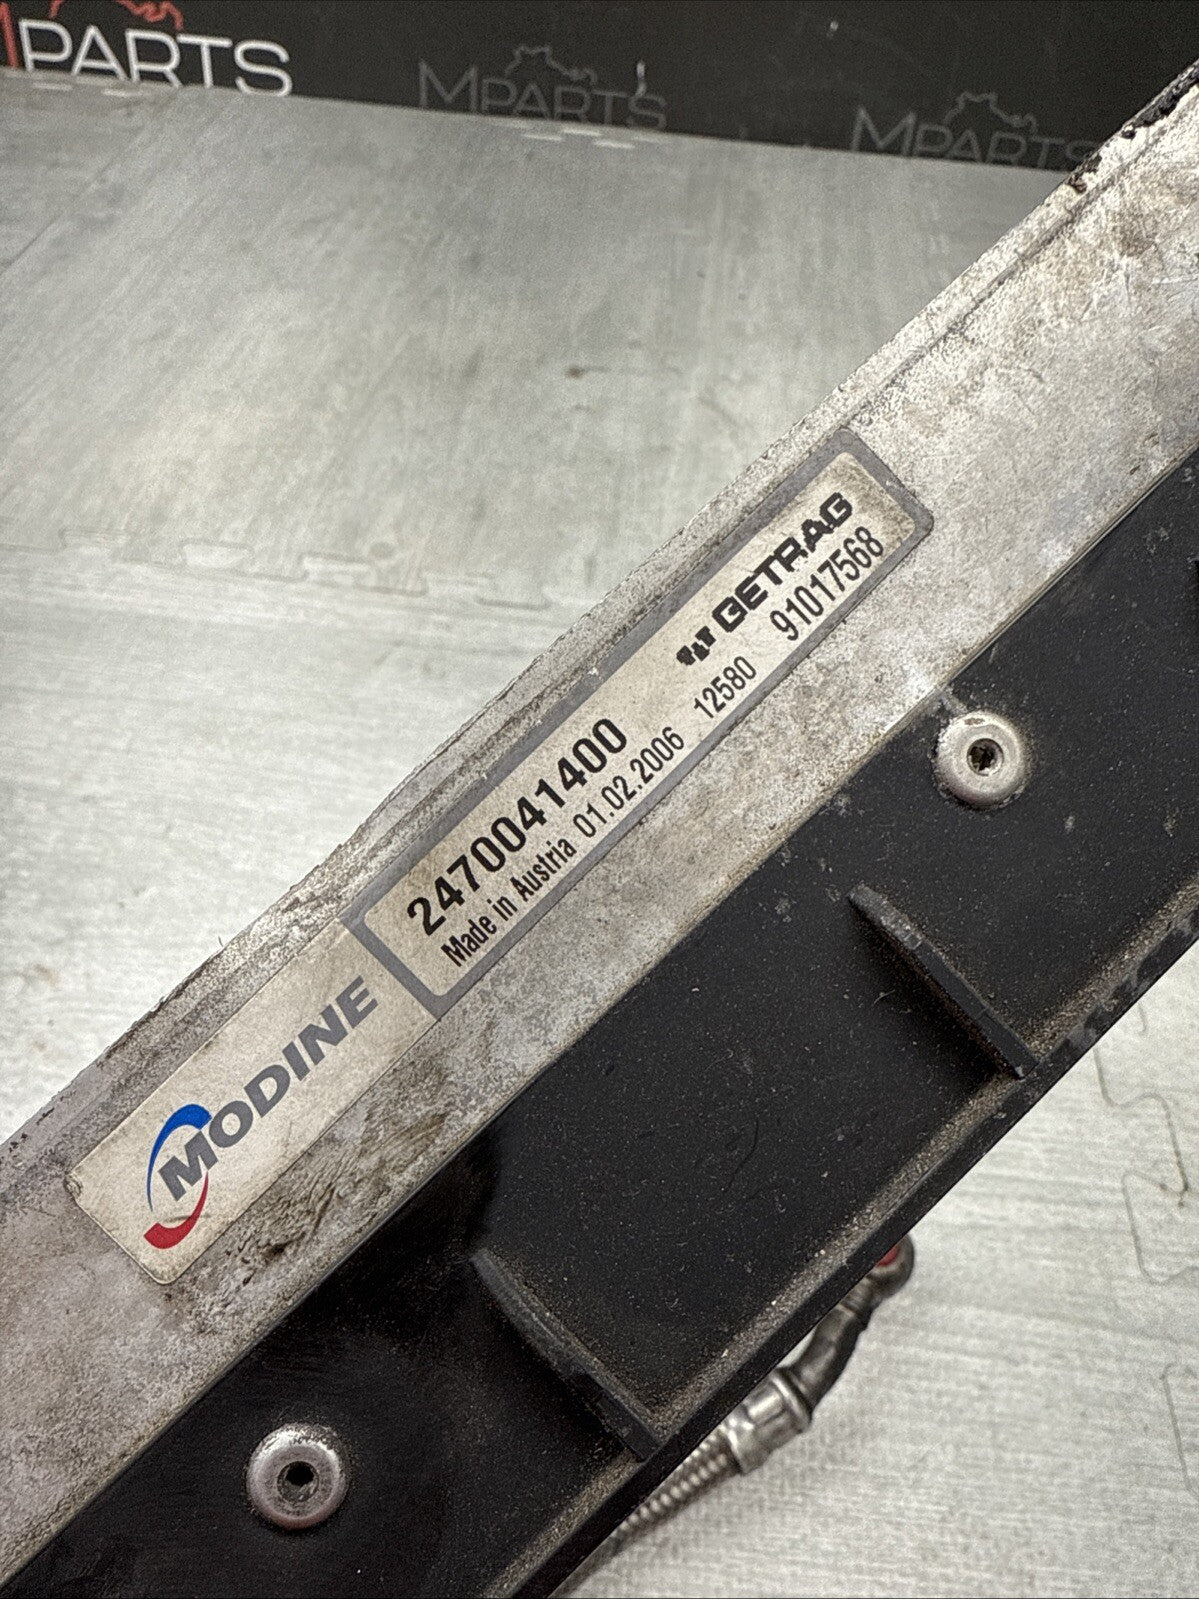 MPARTS
MPARTS
MPARTS
MODINE
2470041400
GETRAG
Made in Austria 01.02.2006 12580 91017568